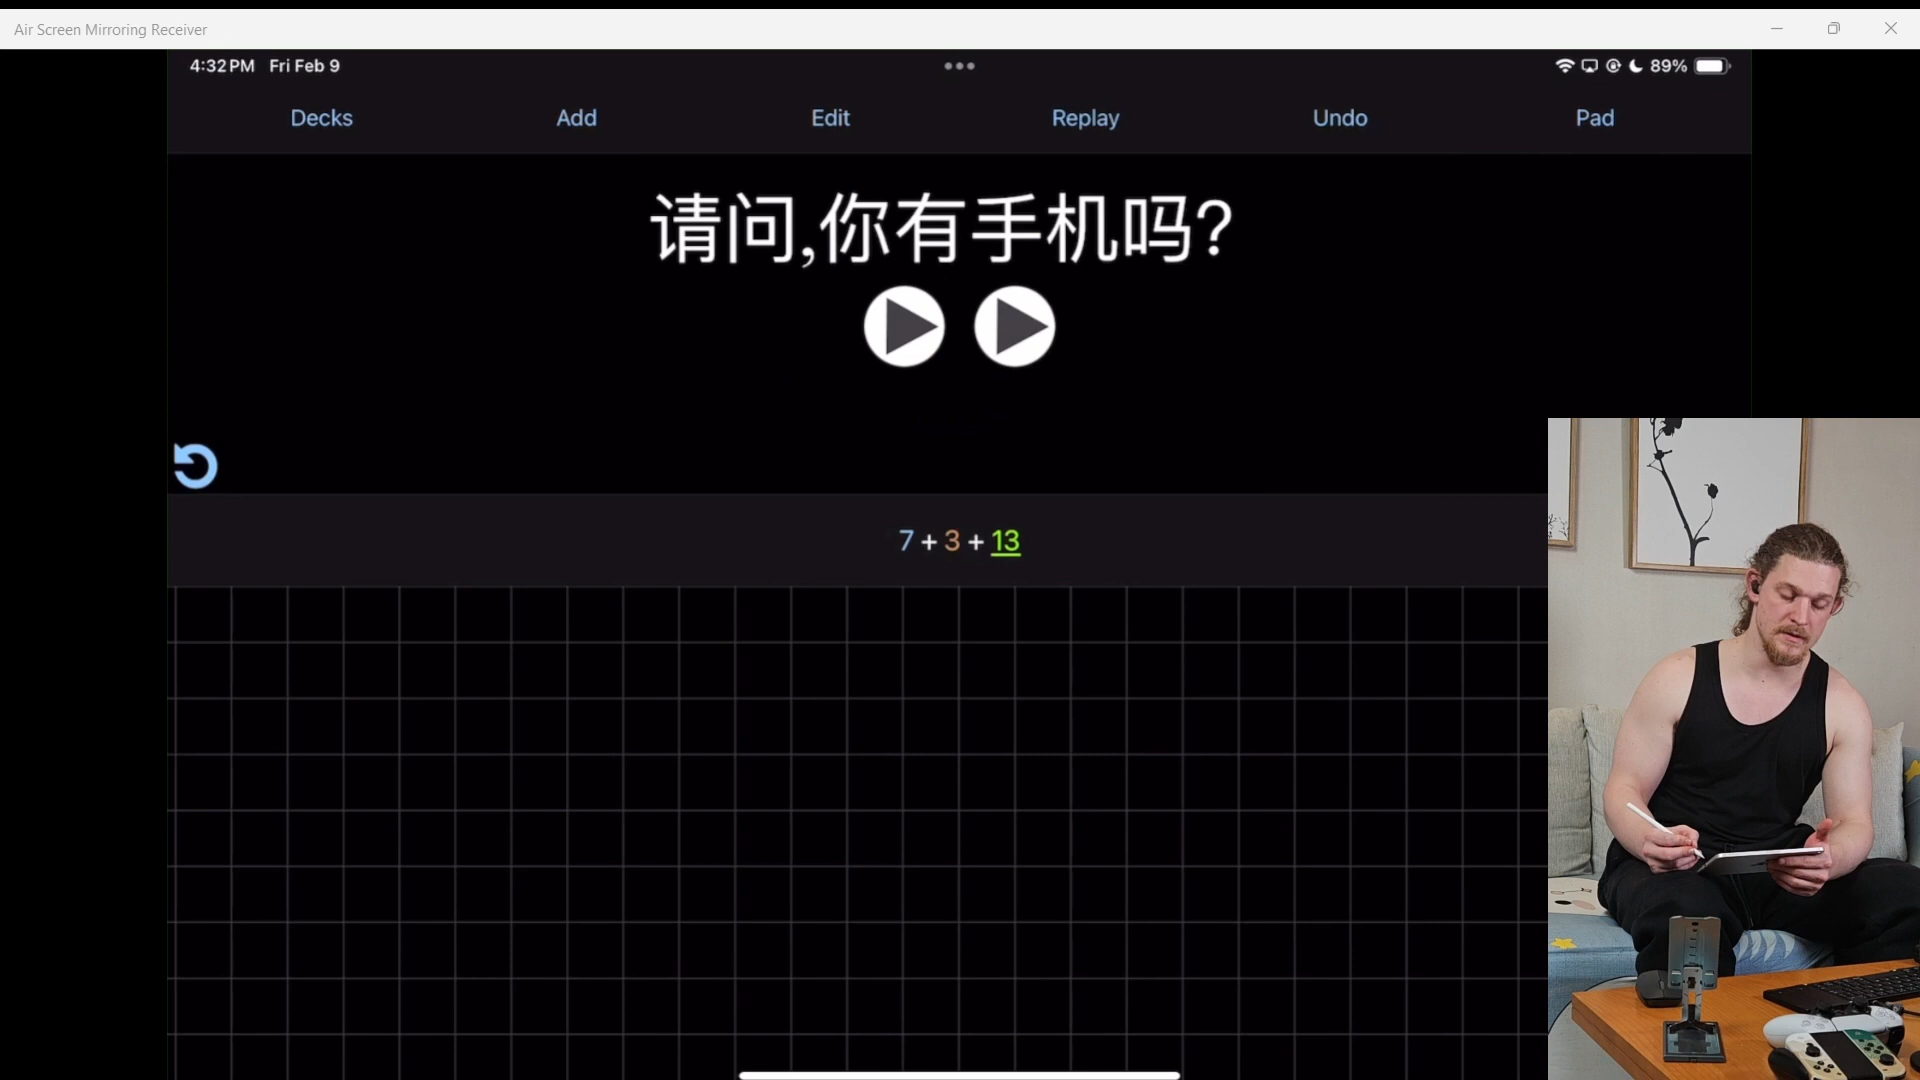 Air Screen Mirroring Receiver
4:32 PM Fri Feb 9
89%
Decks Add Edit Replay Undo Pad
请问,你有手机吗?
7 + 3 + 13